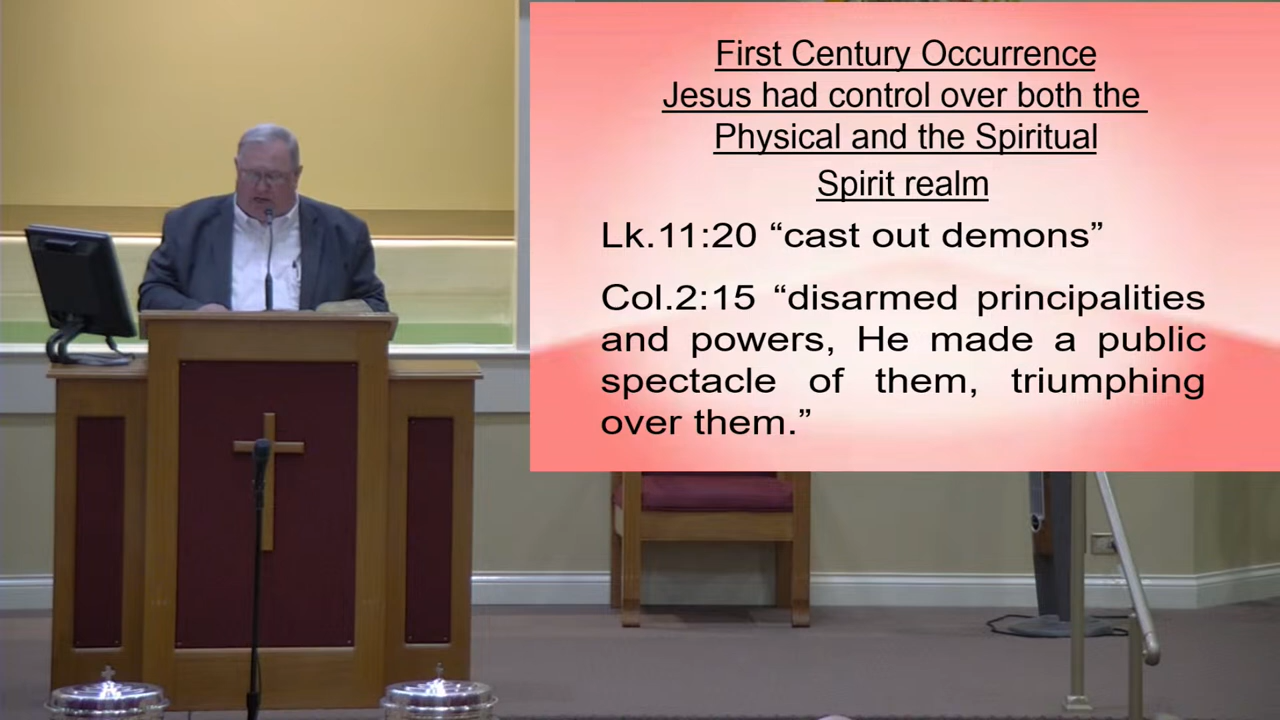 First Century Occurrence
Jesus had control over both the
Physical and the Spiritual
Spirit realm
Lk.11:20 “cast out demons”
Col.2:15 “disarmed principalities
and powers, He made a public
spectacle of them, triumphing
over them.”